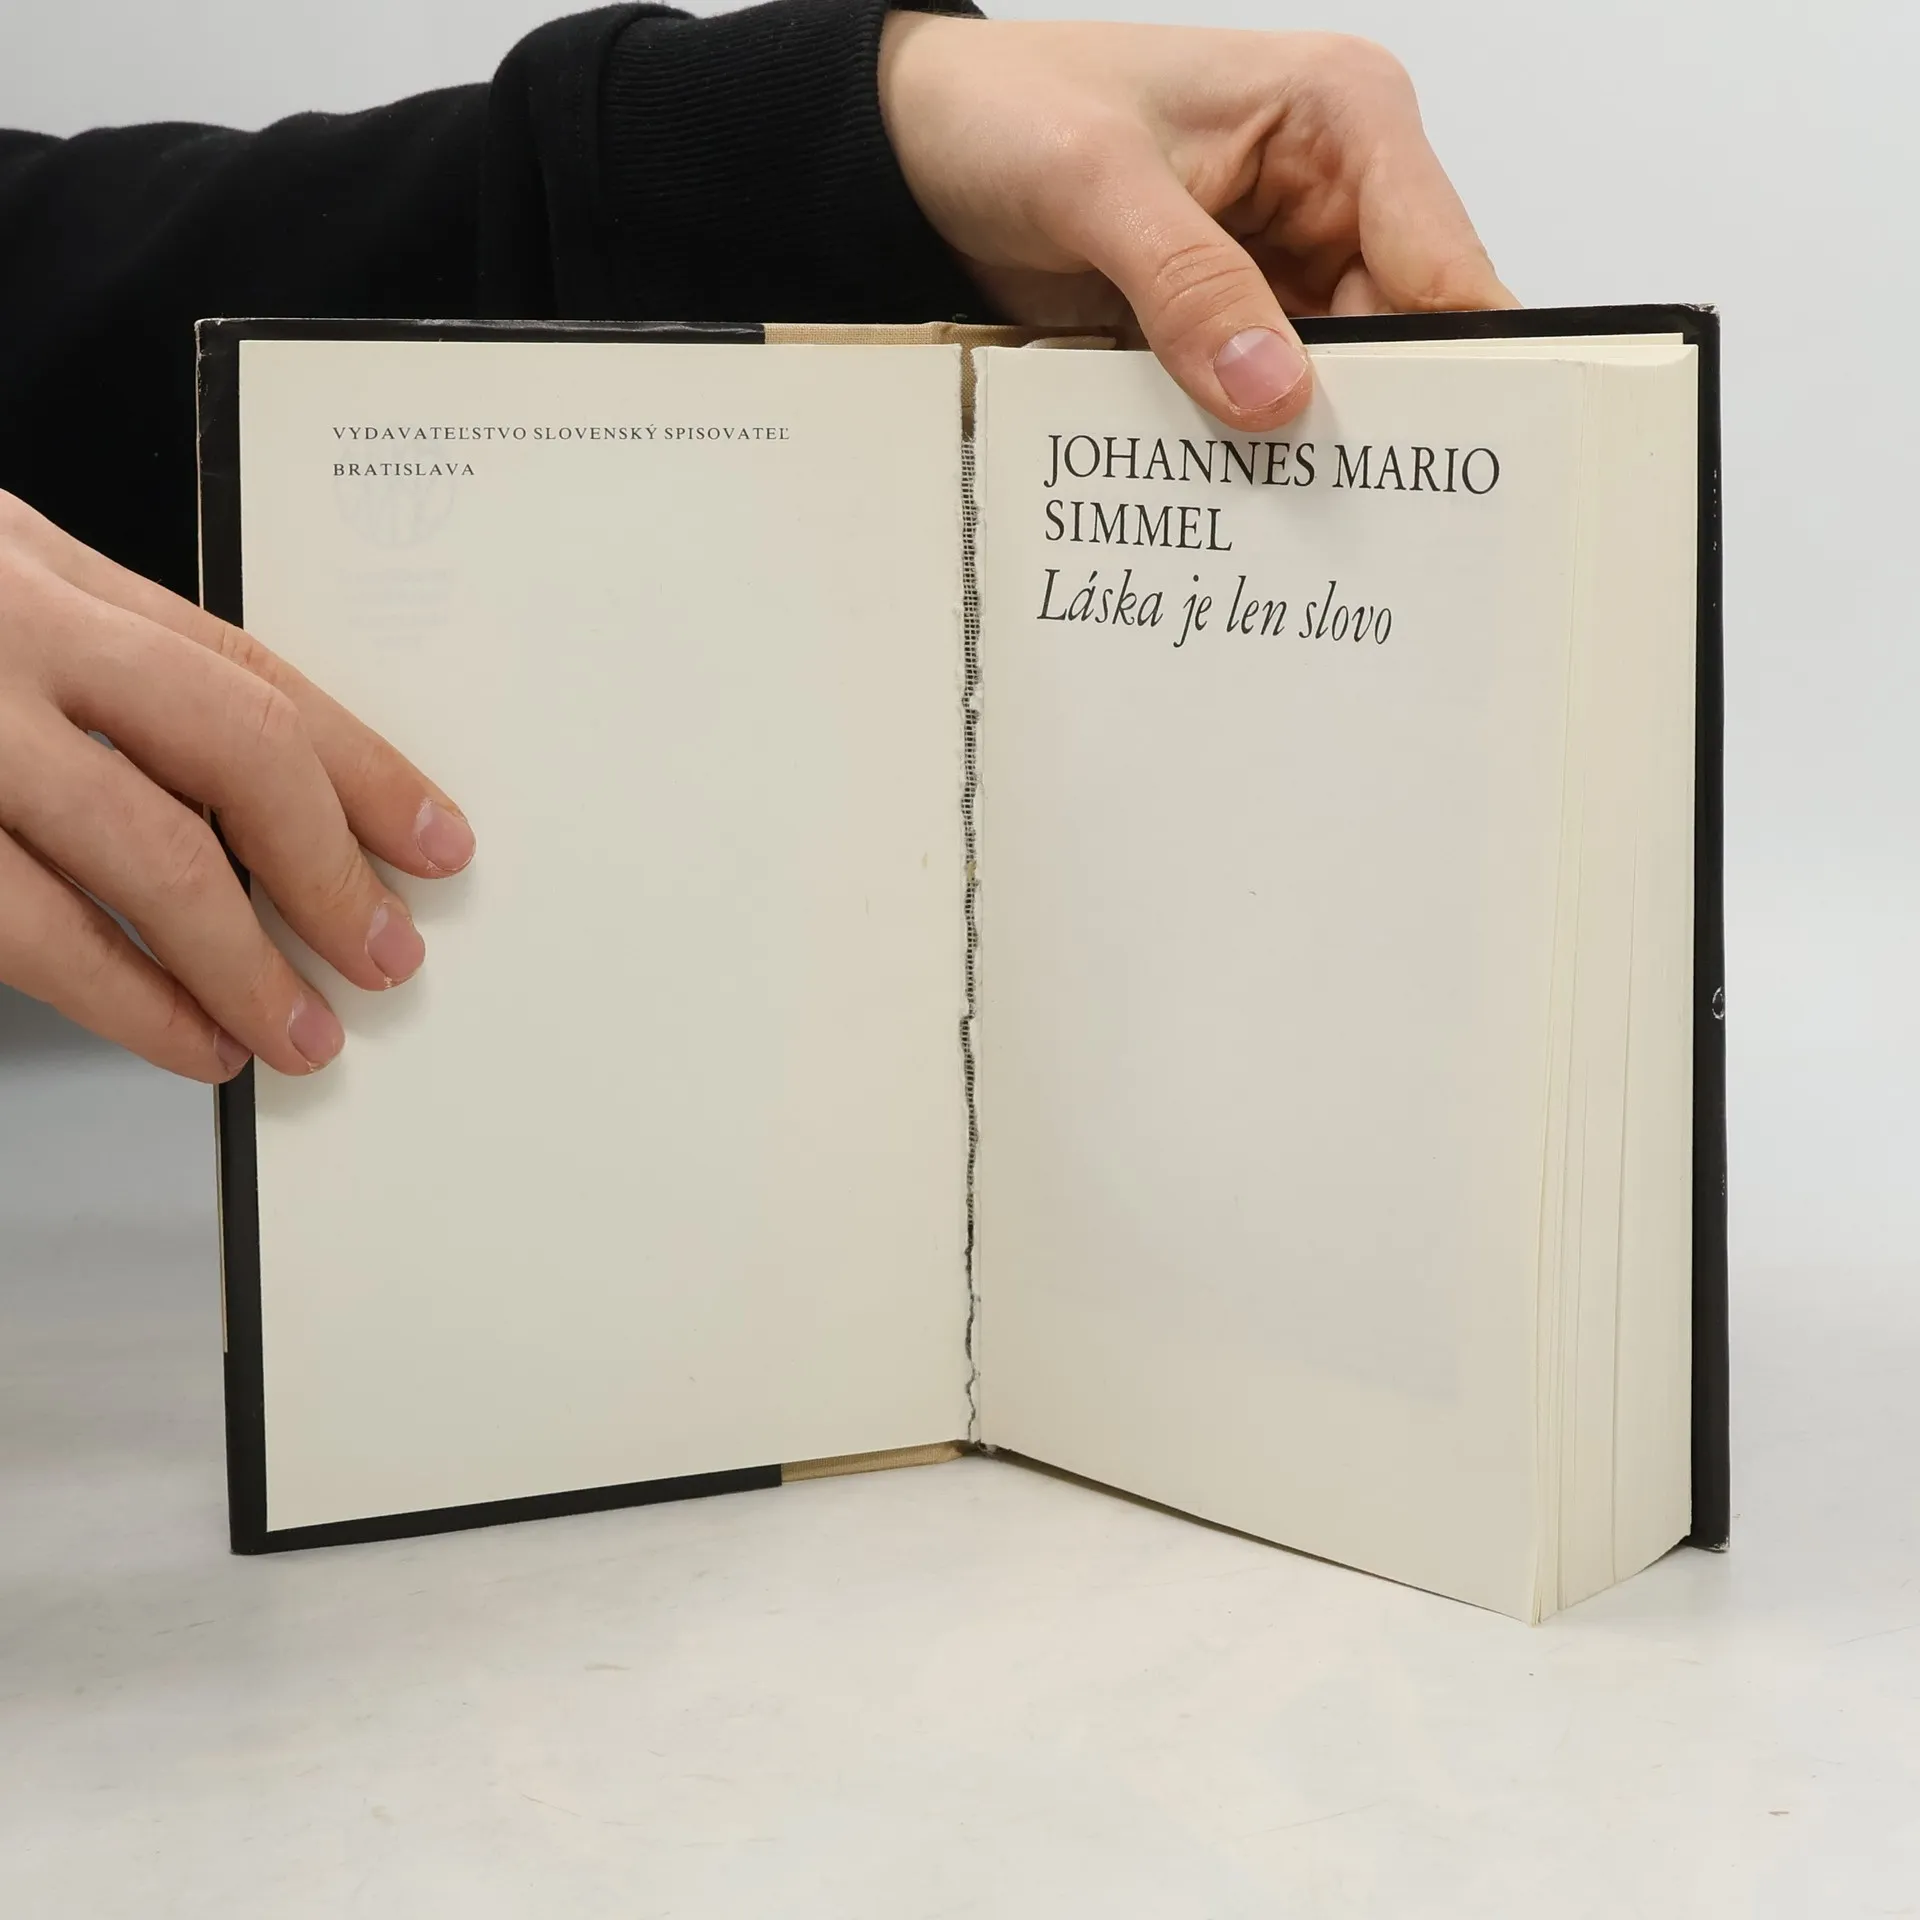 VYDAVATEĽSTVO SLOVENSKÝ SPISOVATEĽ
BRATISLAVA
JOHANNES MARIO
SIMMEL
Láska je len slovo